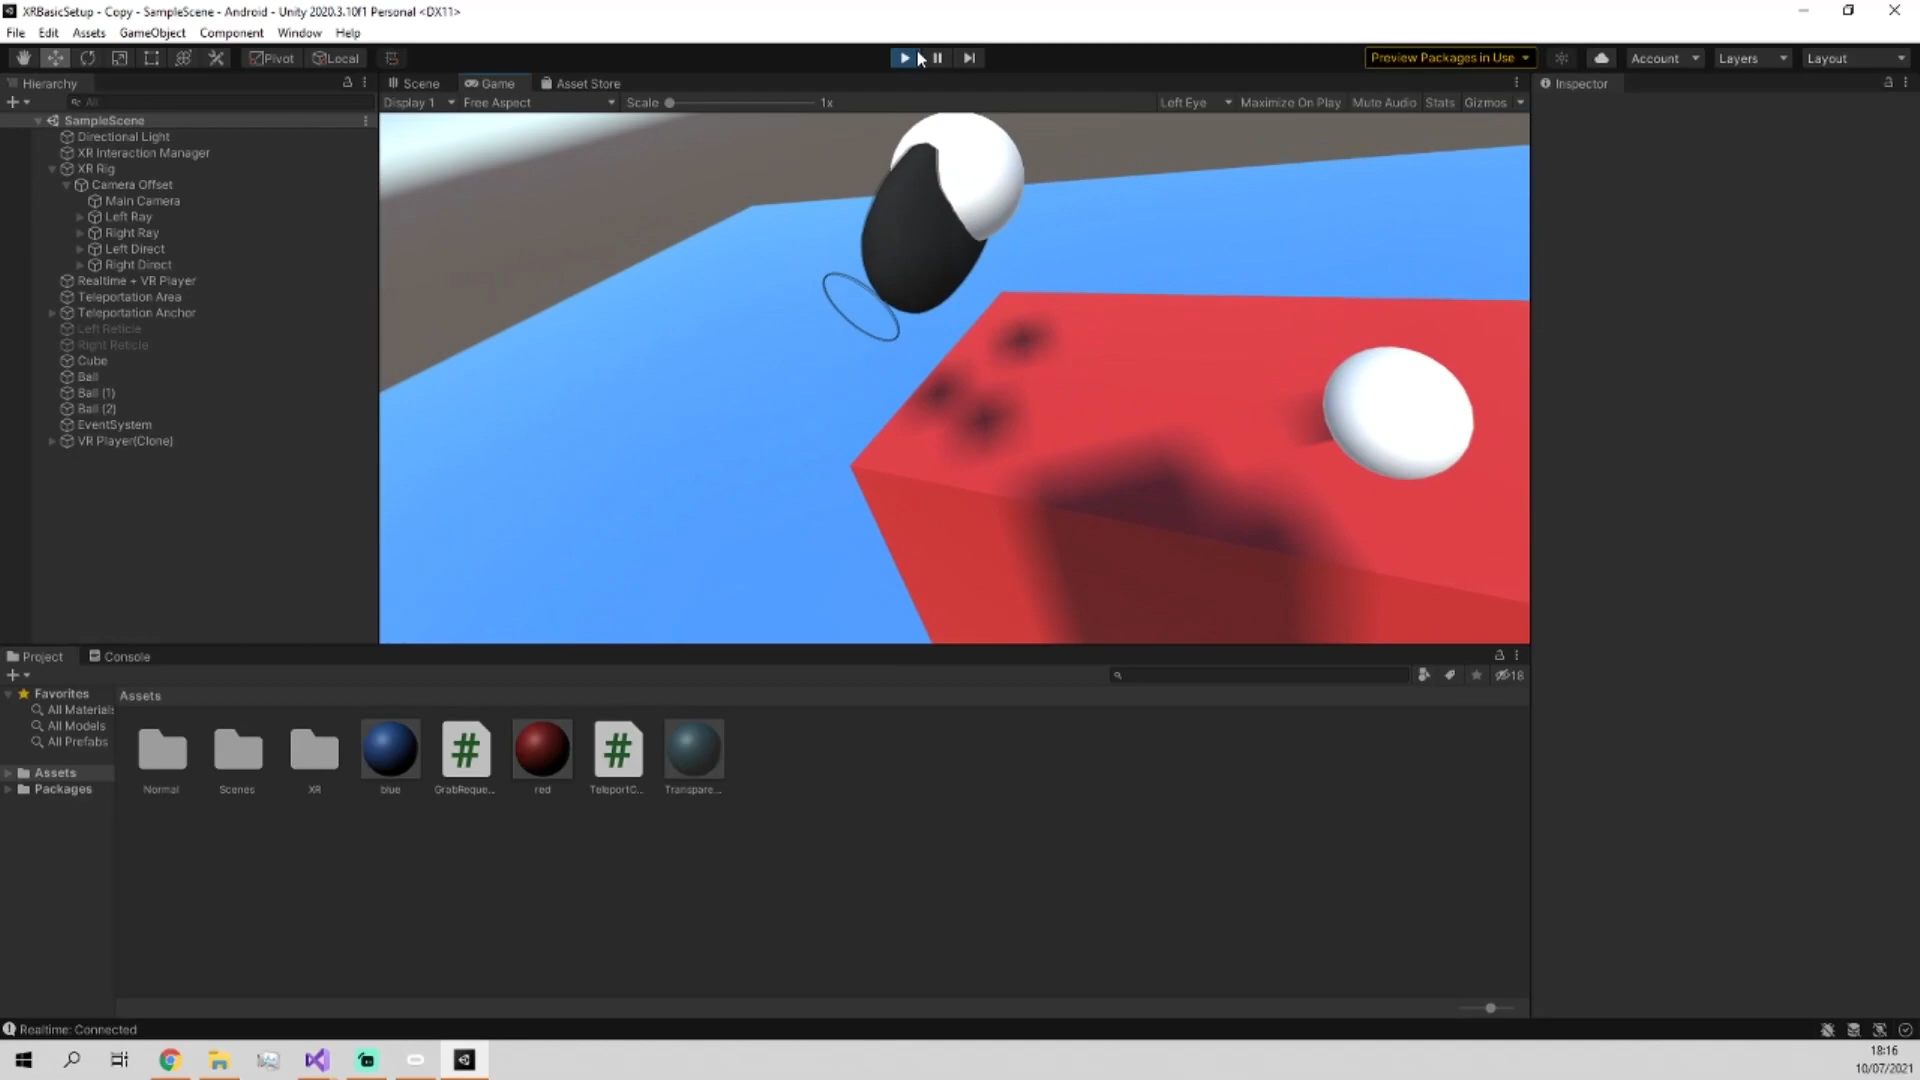 XRBasicSetup - Copy - SampleScene - Android - Unity 2020.3.10f1 Personal <DX11>
File Edit Assets GameObject Component Window Help
Pivot Local Preview Packages in Use Account Layers Layout
Hierarchy Scene Game Asset Store Inspector
All Display 1 Free Aspect Scale 1x Left Eye Maximize On Play Mute Audio Stats Gizmos
SampleScene
Directional Light
XR Interaction Manager
XR Rig
Camera Offset
Main Camera
Left Ray
Right Ray
Left Direct
Right Direct
Realtime + VR Player
Teleportation Area
Teleportation Anchor
Left Reticle
Right Reticle
Cube
Ball
Ball (1)
Ball (2)
EventSystem
VR Player(Clone)
Project Console
18
Favorites Assets
All Materials
All Models
All Prefabs
Assets
Packages
Normal Scenes XR blue GrabReque... red TeleportC... Transpare...
Realtime: Connected
18:16
10/07/2021